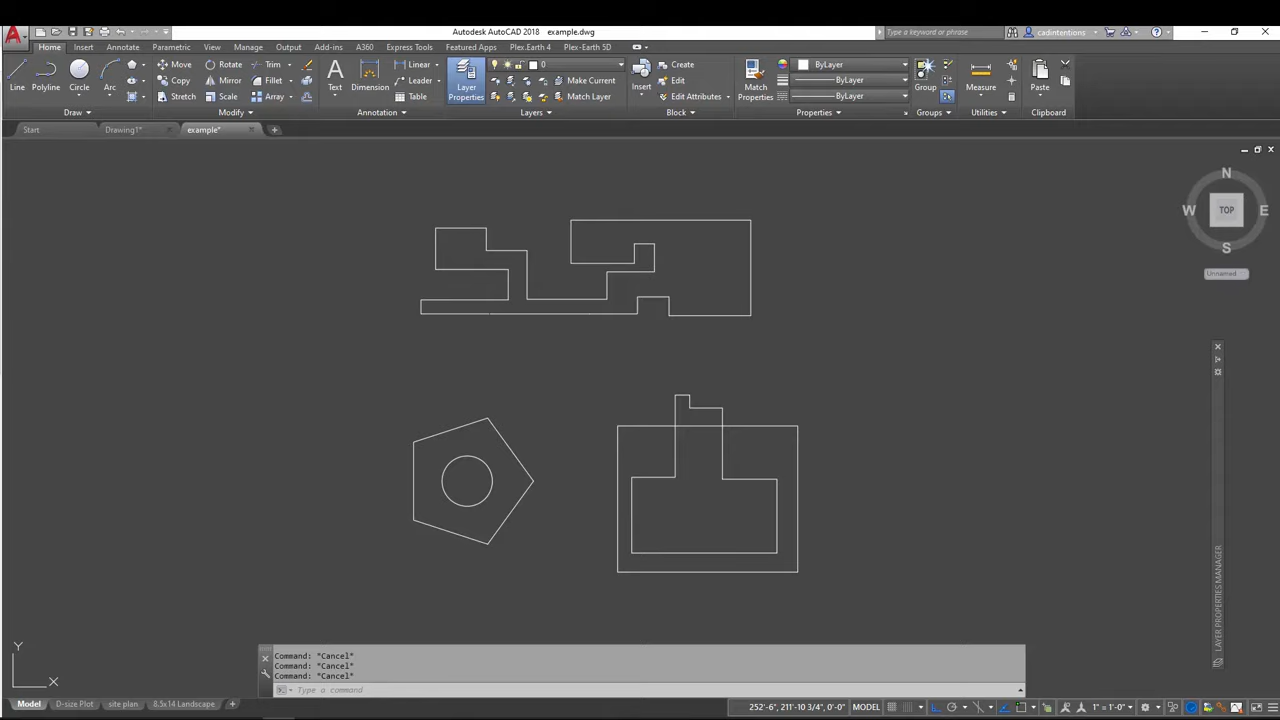 Autodesk AutoCAD 2018 example.dwg
Type a keyword or phrase
cadintentions
Home Insert Annotate Parametric View Manage Output Add-ins A360 Express Tools Featured Apps Plex.Earth 4 Plex-Earth 5D
Line Polyline Circle Arc
Move Rotate Trim
Copy Mirror Fillet
Stretch Scale Array
Text Dimension
Linear
Leader
Table
Layer Properties
0
Make Current
Match Layer
Insert
Create
Edit
Edit Attributes
Match Properties
ByLayer
ByLayer
ByLayer
Group
Measure
Paste
Draw Modify Annotation Layers Block Properties Groups Utilities Clipboard
Start Drawing1* example*
N
W TOP E
S
Unnamed
LAYER PROPERTIES MANAGER
Y
X
Command: *Cancel*
Command: *Cancel*
Command: *Cancel*
Type a command
Model D-size Plot site plan 8.5x14 Landscape
252'-6", 211'-10 3/4", 0'-0" MODEL 1" = 1'-0"